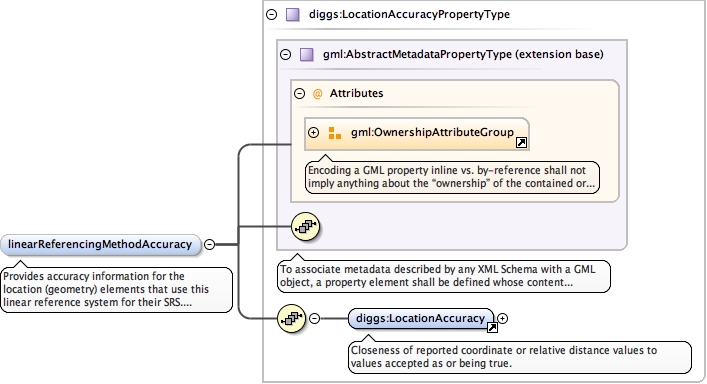 diggs:LocationAccuracyPropertyType
gml:AbstractMetadataPropertyType (extension base)
@ Attributes
gml:OwnershipAttributeGroup
Encoding a GML property inline vs. by-reference shall not
imply anything about the “ownership” of the contained or...
linearReferencingMethodAccuracy
Provides accuracy information for the
location (geometry) elements that use this
linear reference system for their SRS....
To associate metadata described by any XML Schema with a GML
object, a property element shall be defined whose content...
diggs:LocationAccuracy
Closeness of reported coordinate or relative distance values to
values accepted as or being true.